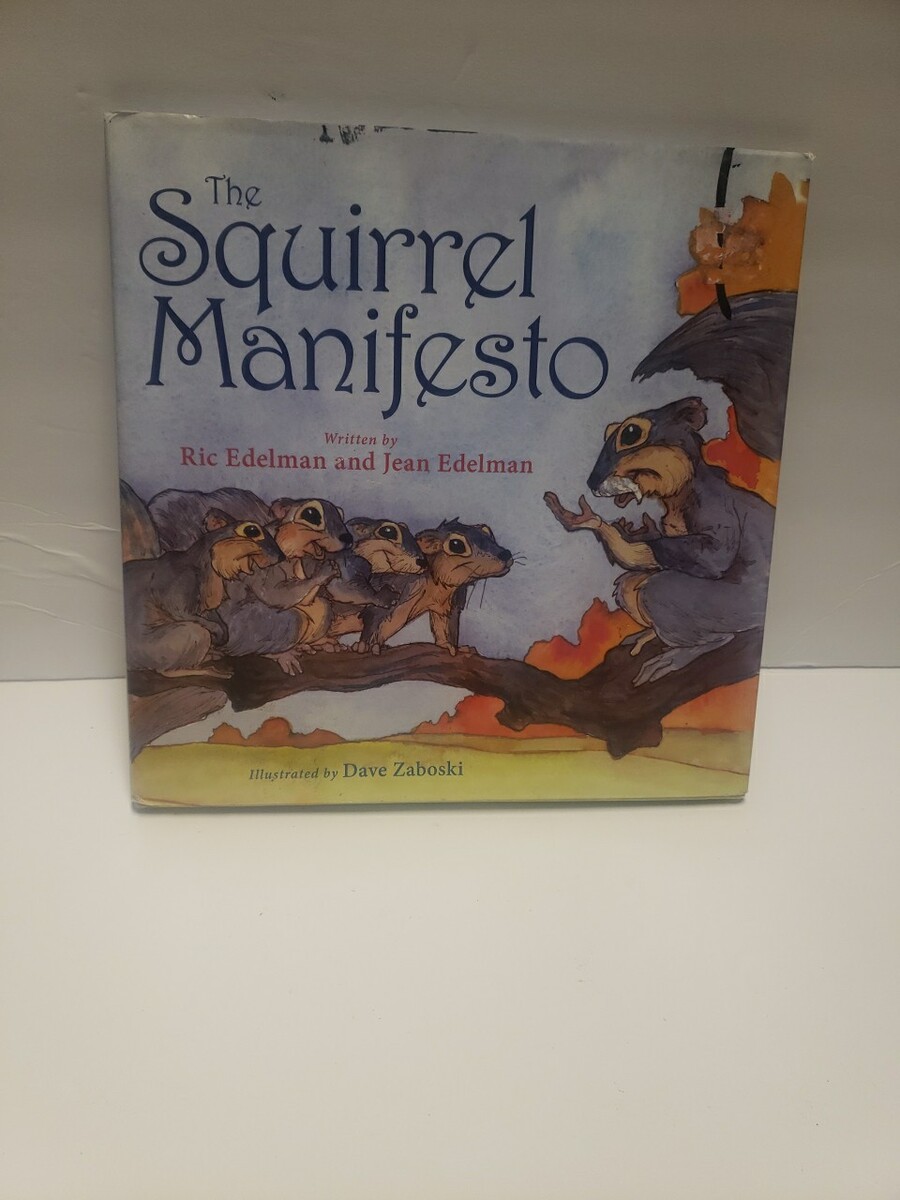 The
Squirrel
Manifesto
Written by
Ric Edelman and Jean Edelman
Illustrated by Dave Zaboski